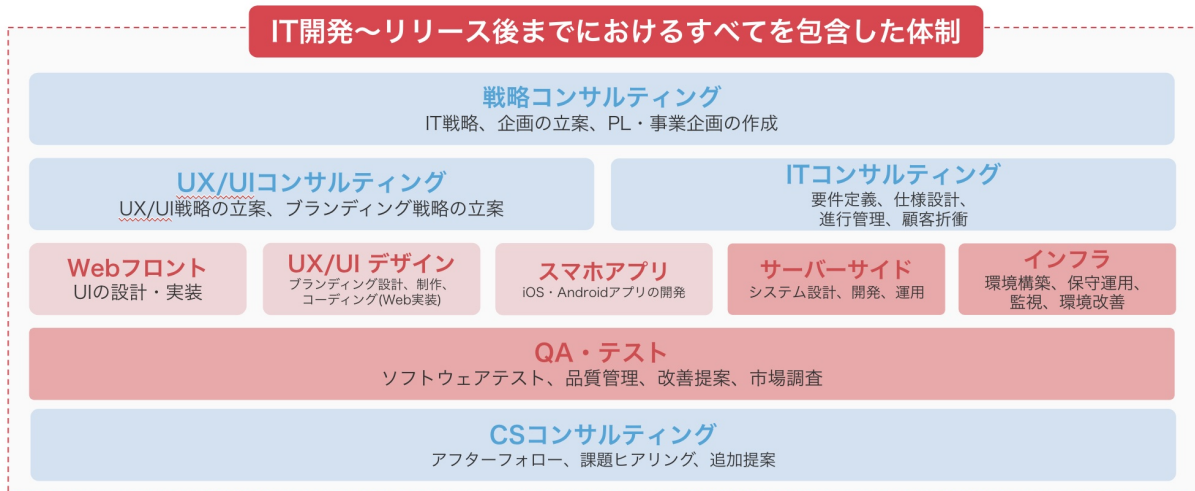 IT開発〜リリース後までにおけるすべてを包含した体制
戦略コンサルティング
IT戦略、企画の立案、PL・事業企画の作成
UX/UIコンサルティング
UX/UI戦略の立案、ブランディング戦略の立案
ITコンサルティング
要件定義、仕様設計、
進行管理、顧客折衝
Webフロント
UIの設計・実装
UX/UI デザイン
ブランディング設計、制作、
コーディング(Web実装)
スマホアプリ
iOS・Androidアプリの開発
サーバーサイド
システム設計、開発、運用
インフラ
環境構築、保守運用、
監視、環境改善
QA・テスト
ソフトウェアテスト、品質管理、改善提案、市場調査
CSコンサルティング
アフターフォロー、課題ヒアリング、追加提案